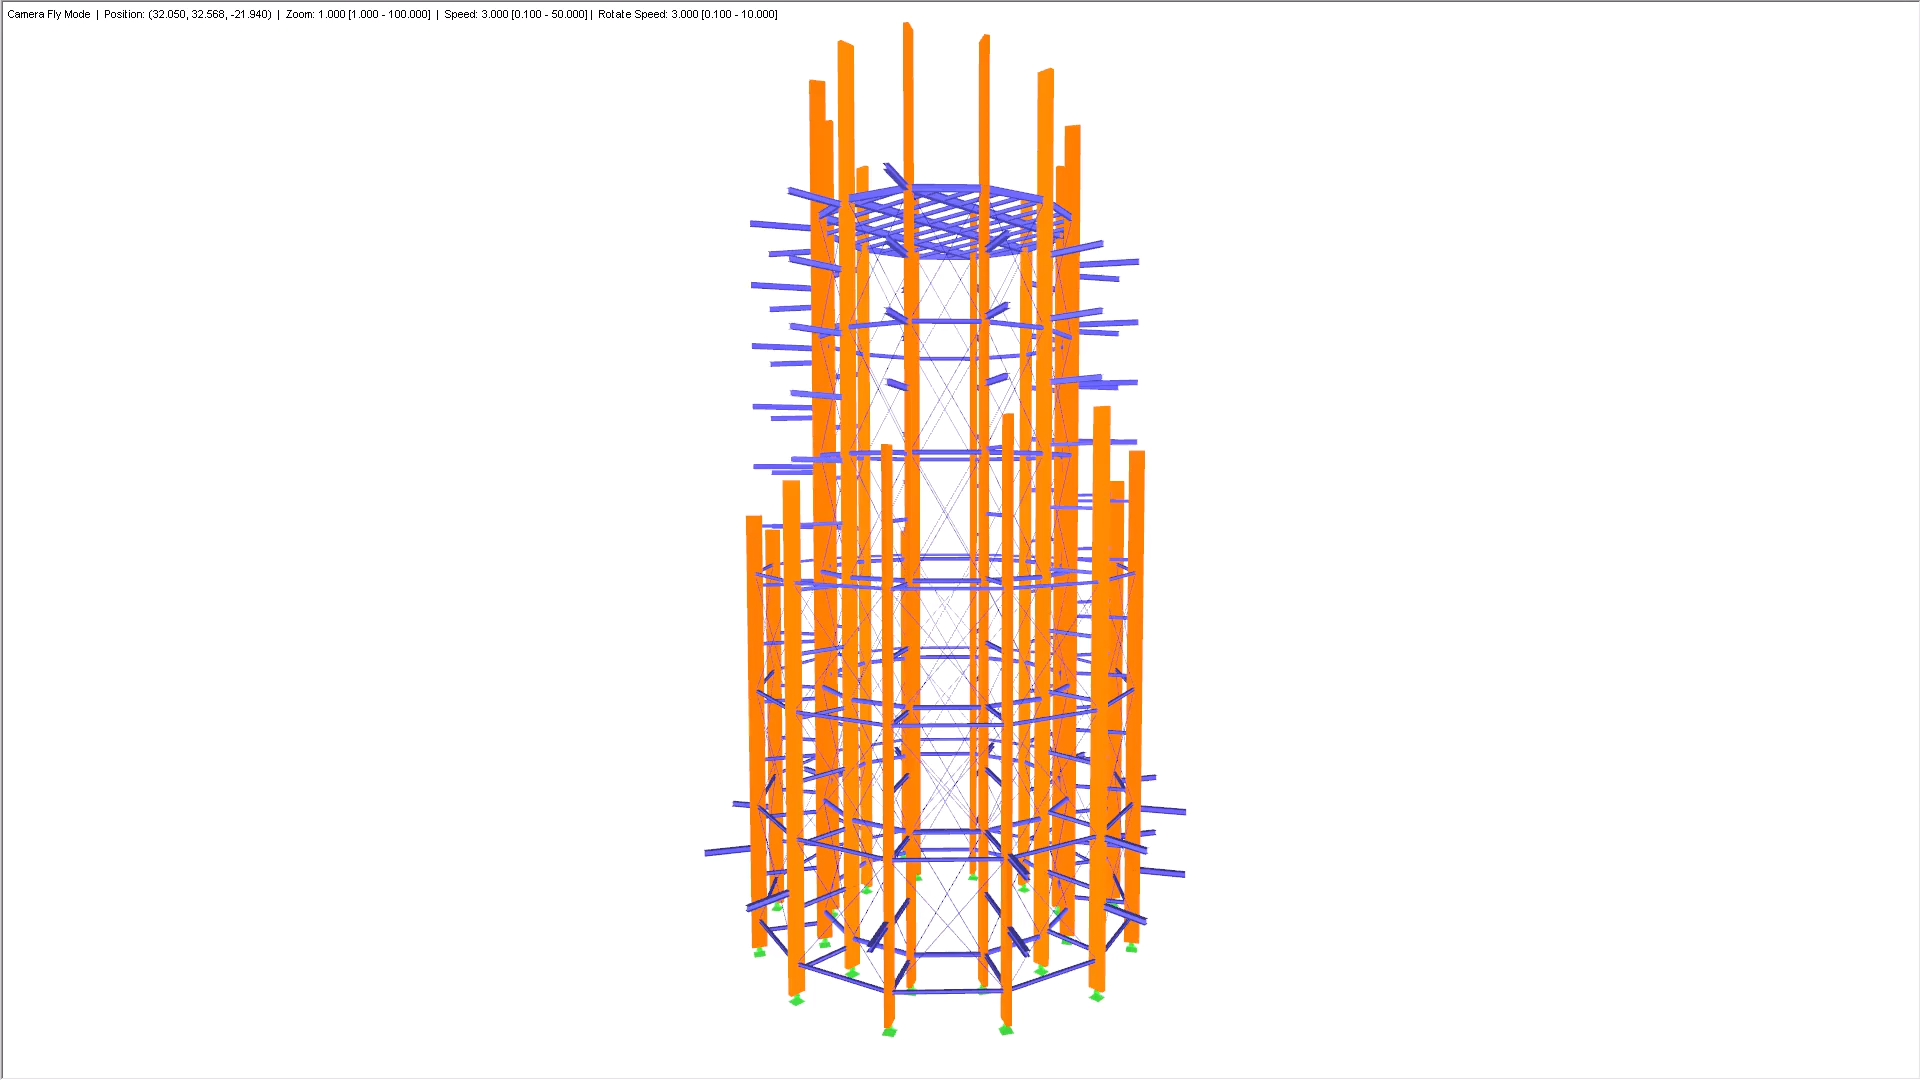 Camera Fly Mode | Position: (32.050, 32.568, -21.940) | Zoom: 1.000 [1.000 - 100.000] | Speed: 3.000 [0.100 - 50.000] | Rotate Speed: 3.000 [0.100 - 10.000]